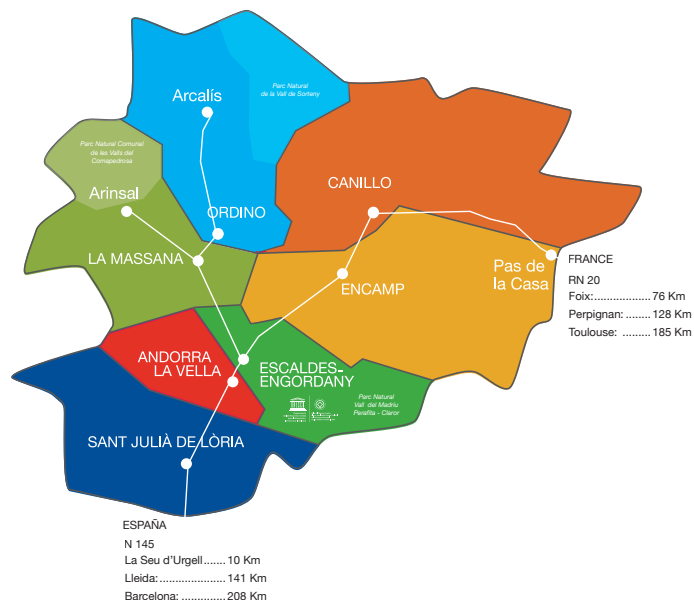 Arcalís
Parc Natural
de la Vall de Sorteny
Parc Natural Comunal
de les Valls del
Comapedrosa
Arinsal
CANILLO
ORDINO
LA MASSANA
ENCAMP
Pas de
la Casa
FRANCE
RN 20
Foix:.................76 Km
Perpignan: .......128 Km
Toulouse: .........185 Km
ANDORRA
LA VELLA
ESCALDES-
ENGORDANY
Parc Natural
Vall del Madriu
Perafita - Claror
SANT JULIÀ DE LÒRIA
ESPAÑA
N 145
La Seu d'Urgell....... 10 Km
Lleida:.................... 141 Km
Barcelona: ............ 208 Km